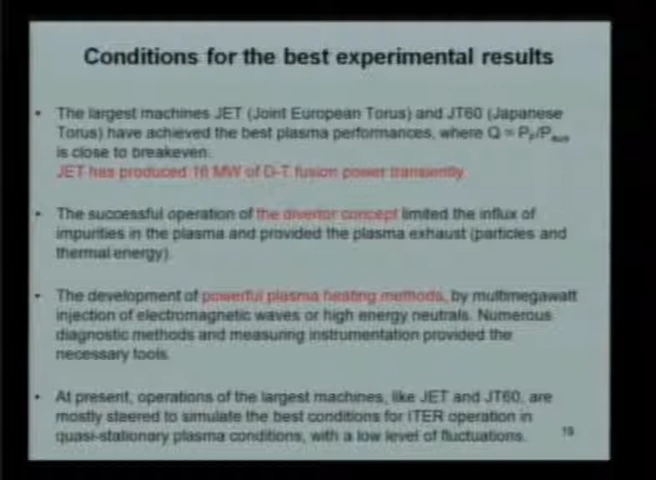 Conditions for the best experimental results
• The largest machines JET (Joint European Torus) and JT60 (Japanese
Torus) have achieved the best plasma performances, where Q = P_F/P_aux
is close to breakeven.
JET has produced 16 MW of D-T fusion power transiently.
• The successful operation of the divertor concept limited the influx of
impurities in the plasma and provided the plasma exhaust (particles and
thermal energy).
• The development of powerful plasma heating methods, by multimegawatt
injection of electromagnetic waves or high energy neutrals. Numerous
diagnostic methods and measuring instrumentation provided the
necessary tools.
• At present, operations of the largest machines, like JET and JT60, are
mostly steered to simulate the best conditions for ITER operation in
quasi-stationary plasma conditions, with a low level of fluctuations.